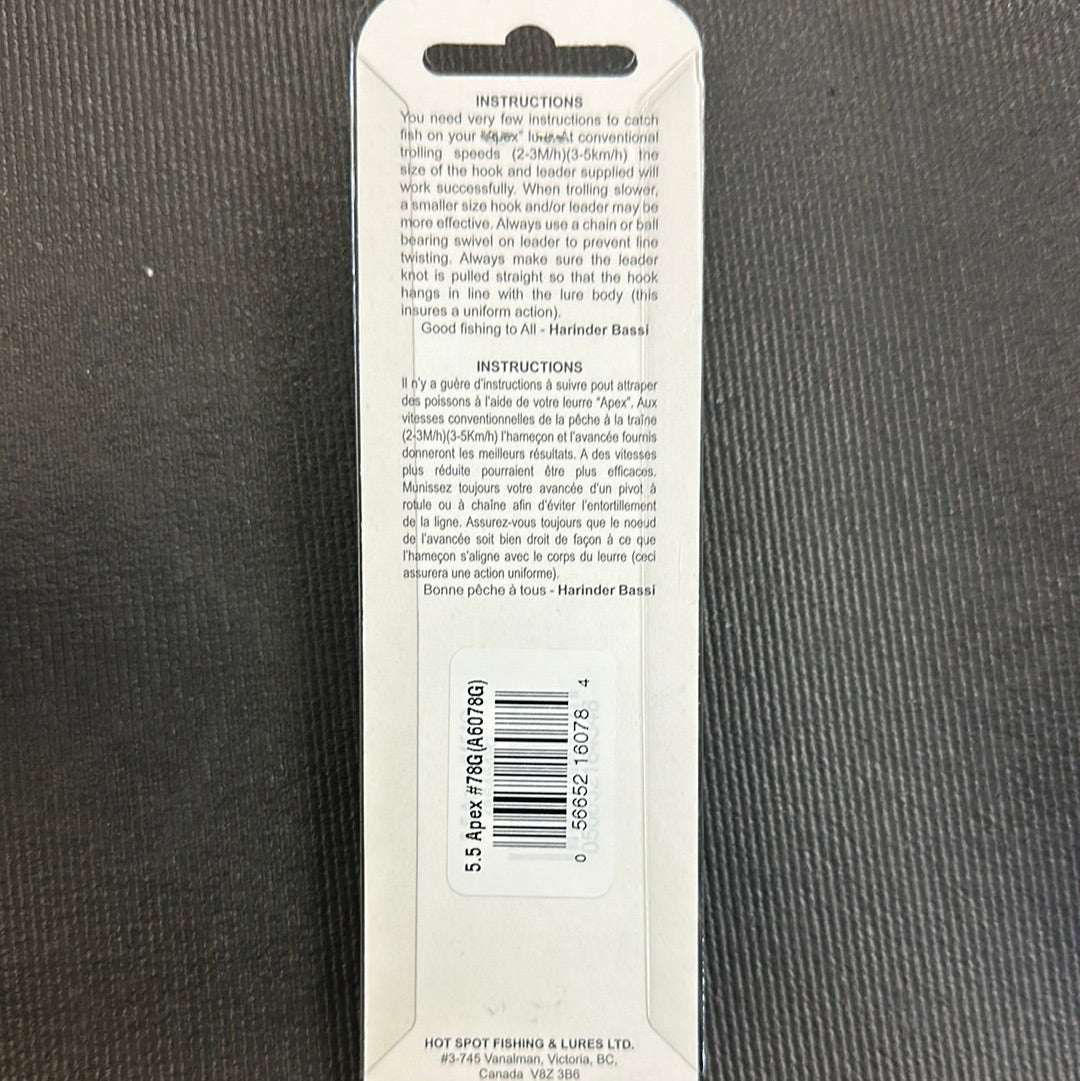 INSTRUCTIONS
You need very few instructions to catch
fish on your "Apex" lure. At conventional
trolling speeds (2-3M/h)(3-5km/h) the
size of the hook and leader supplied will
work successfully. When trolling slower,
a smaller size hook and/or leader may be
more effective. Always use a chain or ball
bearing swivel on leader to prevent line
twisting. Always make sure the leader
knot is pulled straight so that the hook
hangs in line with the lure body (this
insures a uniform action).
Good fishing to All - Harinder Bassi
INSTRUCTIONS
Il n'y a guère d'instructions à suivre pout attraper
des poissons à l'aide de votre leurre "Apex". Aux
vitesses conventionnelles de la pêche à la traîne
(2-3M/h)(3-5Km/h) l'hameçon et l'avancée fournis
donneront les meilleurs résultats. A des vitesses
plus réduite pourraient être plus efficaces.
Munissez toujours votre avancée d'un pivot à
rotule ou à chaîne afin d'éviter l'entortillement
de la ligne. Assurez-vous toujours que le noeud
de l'avancée soit bien droit de façon à ce que
l'hameçon s'aligne avec le corps du leurre (ceci
assurera une action uniforme).
Bonne pêche à tous - Harinder Bassi
5.5 Apex #78G(A6078G)
0 56652 16078 4
HOT SPOT FISHING & LURES LTD.
#3-745 Vanalman, Victoria, BC,
Canada V8Z 3B6